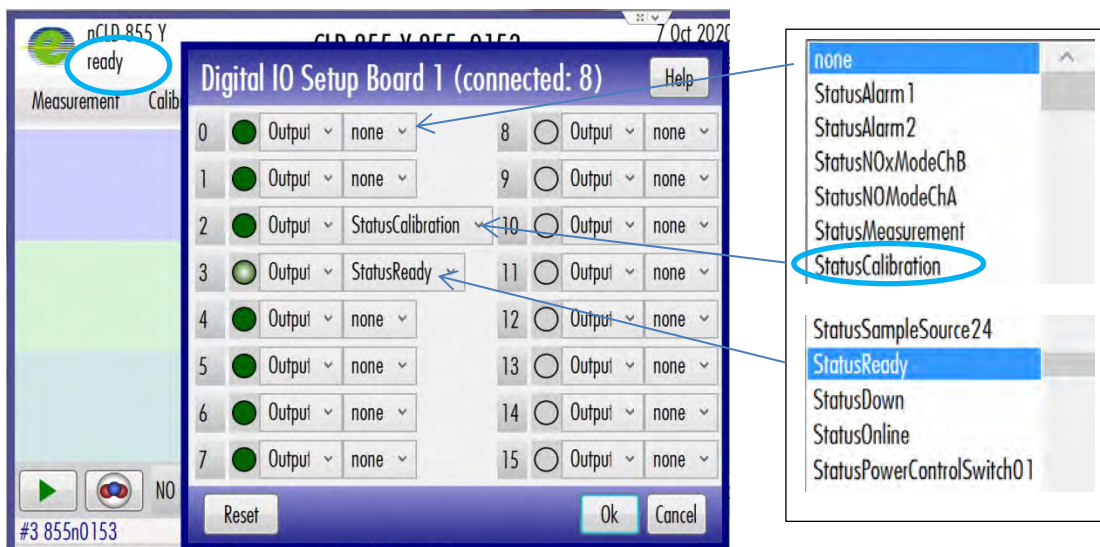 nCLD 855 Y
ready
CLD 855 Y 855_0153
7 Oct 2020
Measurement Calib
Digital IO Setup Board 1 (connected: 8)
Help
0 Output none
8 Output none
1 Output none
9 Output none
2 Output StatusCalibration
10 Output none
3 Output StatusReady
11 Output none
4 Output none
12 Output none
5 Output none
13 Output none
6 Output none
14 Output none
7 Output none
15 Output none
NO
Reset
Ok
Cancel
#3 855n0153
none
StatusAlarm1
StatusAlarm2
StatusNOxModeChB
StatusNOModeChA
StatusMeasurement
StatusCalibration
StatusSampleSource24
StatusReady
StatusDown
StatusOnline
StatusPowerControlSwitch01